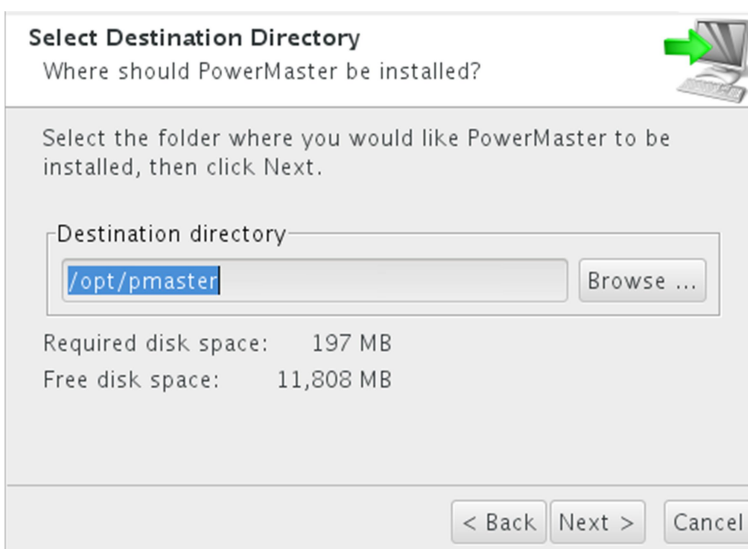 Select Destination Directory
Where should PowerMaster be installed?
Select the folder where you would like PowerMaster to be
installed, then click Next.
Destination directory
/opt/pmaster
Browse ...
Required disk space: 197 MB
Free disk space: 11,808 MB
< Back Next > Cancel